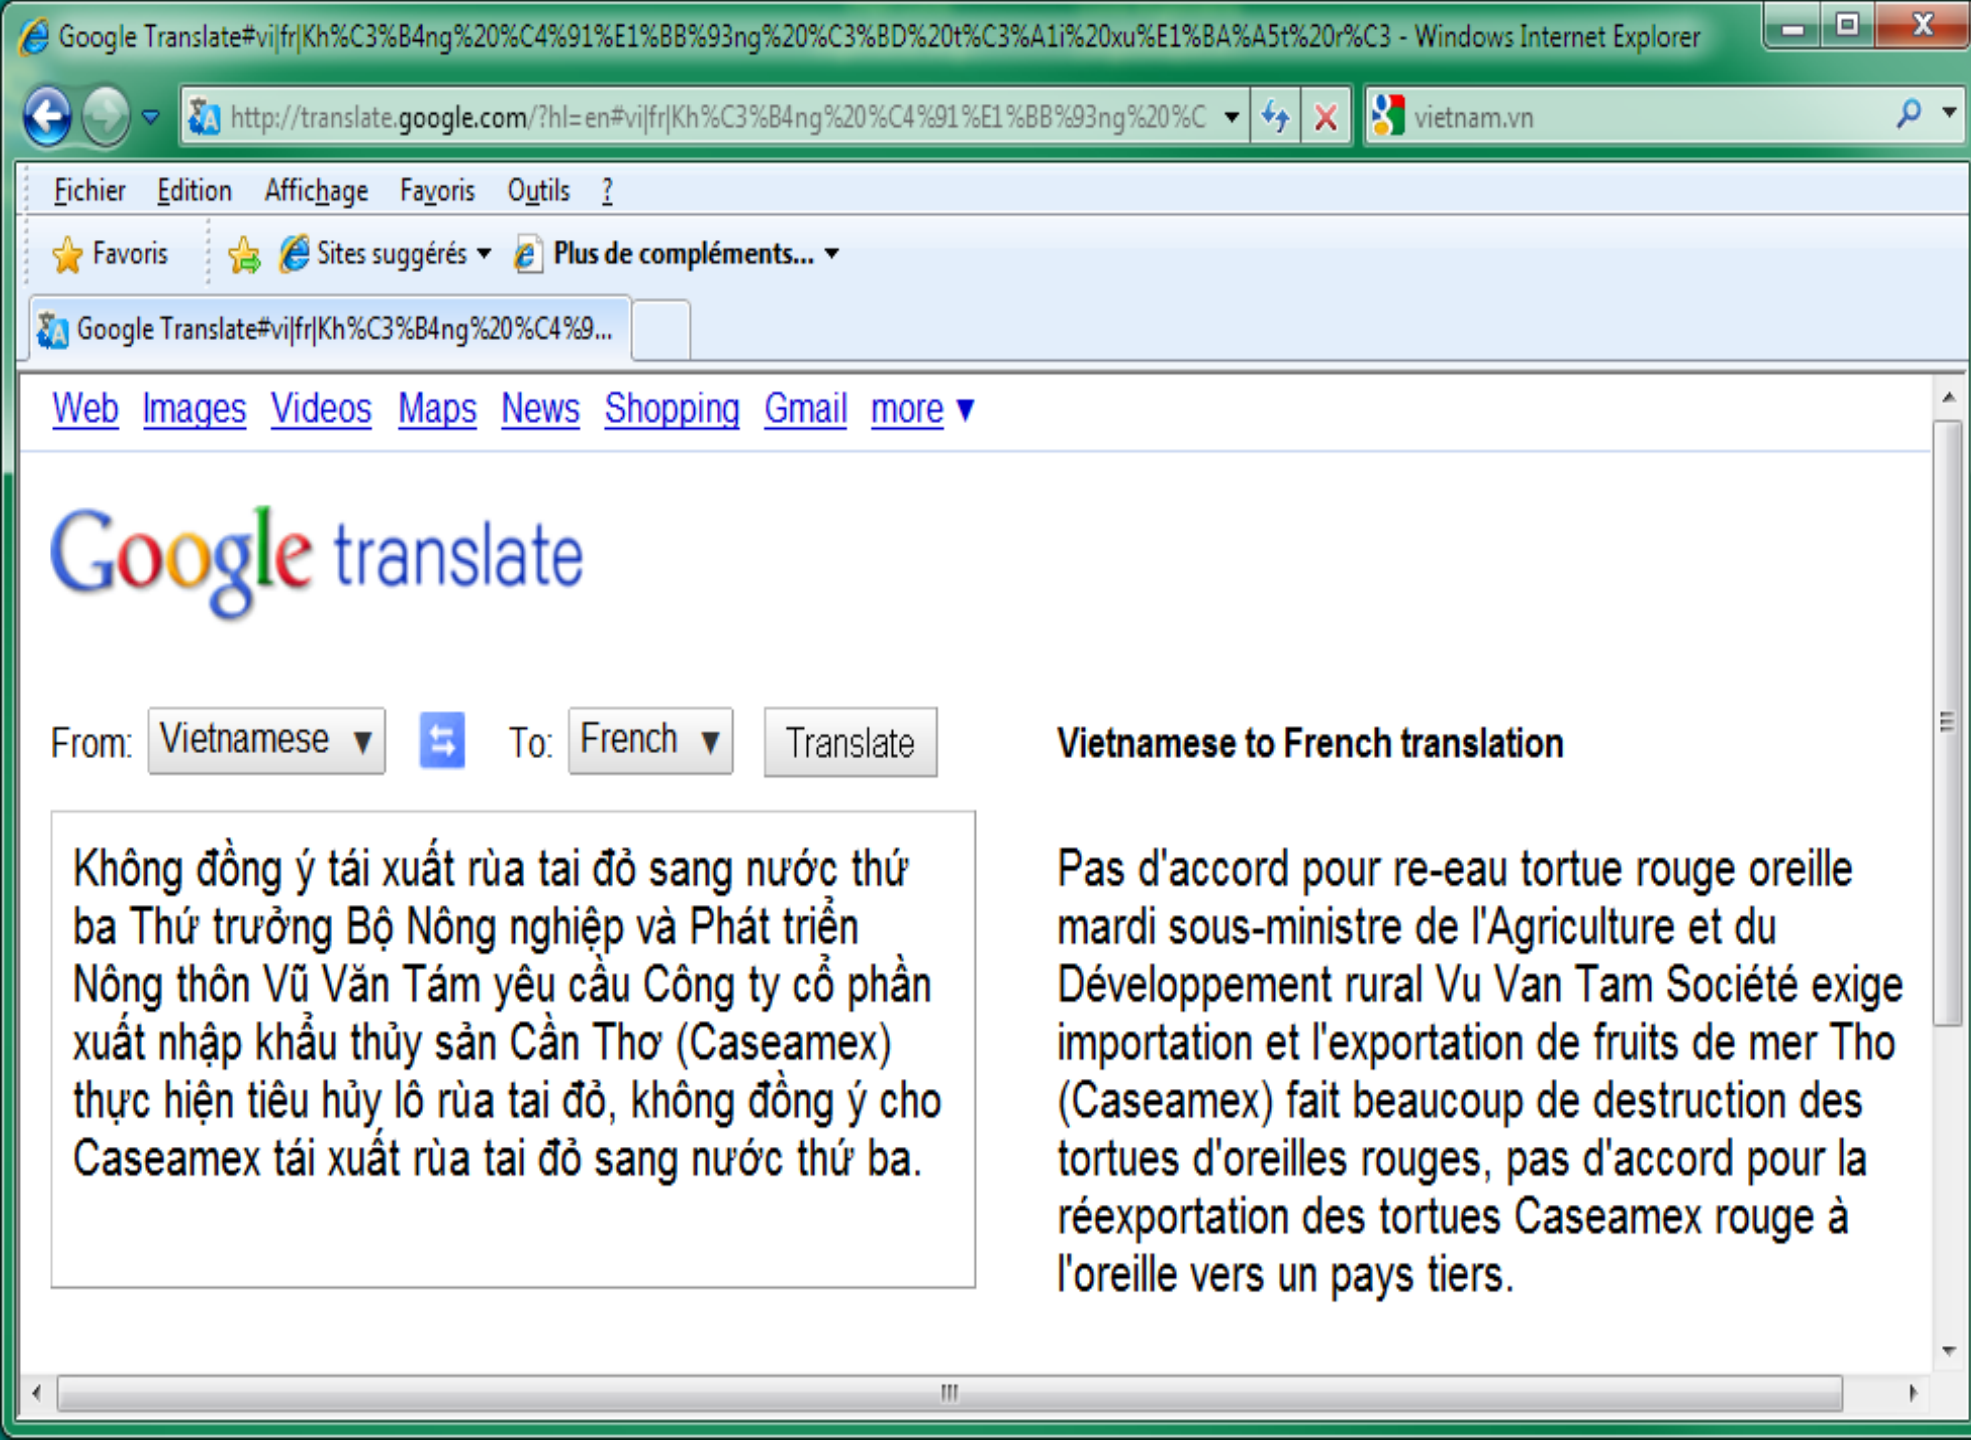 Google Translate#vi|fr|Kh%C3%B4ng%20%C4%91%E1%BB%93ng%20%C3%BD%20t%C3%A1i%20xu%E1%BA%A5t%20r%C3 - Windows Internet Explorer
http://translate.google.com/?hl=en#vi|fr|Kh%C3%B4ng%20%C4%91%E1%BB%93ng%20%C
vietnam.vn
Fichier Edition Affichage Favoris Outils ?
Favoris Sites suggérés Plus de compléments...
Google Translate#vi|fr|Kh%C3%B4ng%20%C4%9...
Web Images Videos Maps News Shopping Gmail more
Google translate
From: Vietnamese To: French Translate
Không đồng ý tái xuất rùa tai đỏ sang nước thứ
ba Thứ trưởng Bộ Nông nghiệp và Phát triển
Nông thôn Vũ Văn Tám yêu cầu Công ty cổ phần
xuất nhập khẩu thủy sản Cần Thơ (Caseamex)
thực hiện tiêu hủy lô rùa tai đỏ, không đồng ý cho
Caseamex tái xuất rùa tai đỏ sang nước thứ ba.
Vietnamese to French translation
Pas d'accord pour re-eau tortue rouge oreille
mardi sous-ministre de l'Agriculture et du
Développement rural Vu Van Tam Société exige
importation et l'exportation de fruits de mer Tho
(Caseamex) fait beaucoup de destruction des
tortues d'oreilles rouges, pas d'accord pour la
réexportation des tortues Caseamex rouge à
l'oreille vers un pays tiers.